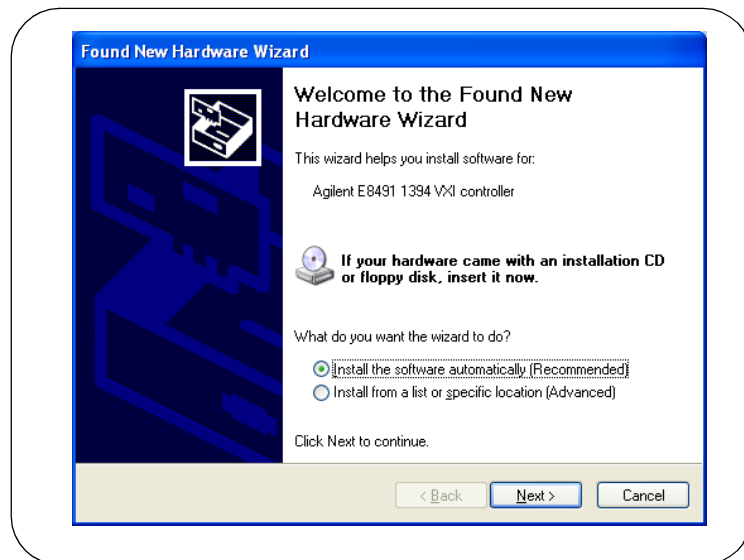 Found New Hardware Wizard
Welcome to the Found New
Hardware Wizard
This wizard helps you install software for:
Agilent E8491 1394 VXI controller
If your hardware came with an installation CD
or floppy disk, insert it now.
What do you want the wizard to do?
Install the software automatically (Recommended)
Install from a list or specific location (Advanced)
Click Next to continue.
< Back Next > Cancel